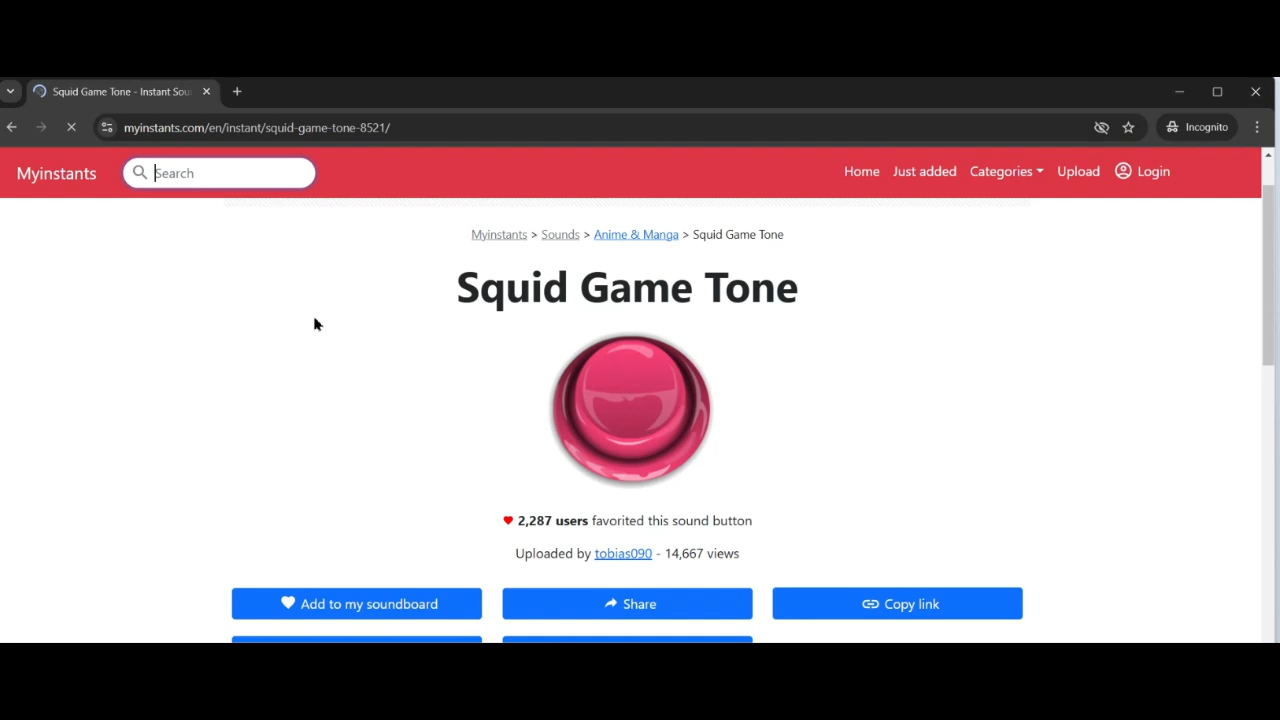 Squid Game Tone - Instant Sou
myinstants.com/en/instant/squid-game-tone-8521/
Incognito
Myinstants
Search
Home
Just added
Categories
Upload
Login
Myinstants > Sounds > Anime & Manga > Squid Game Tone
Squid Game Tone
2,287 users favorited this sound button
Uploaded by tobias090 - 14,667 views
Add to my soundboard
Share
Copy link